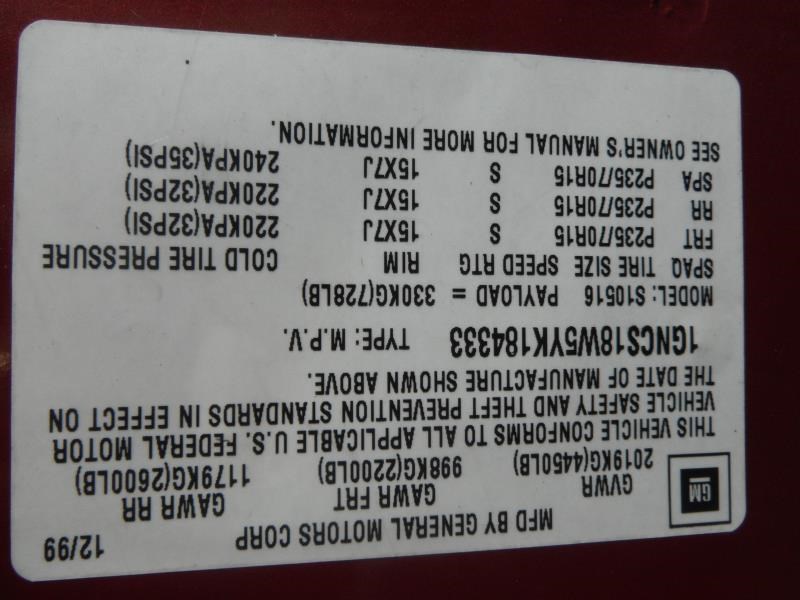 MFD BY GENERAL MOTORS CORP 12/99
GM
GVWR GAWR FRT GAWR RR
2019KG(4450LB) 998KG(2200LB) 1179KG(2600LB)
THIS VEHICLE CONFORMS TO ALL APPLICABLE U.S. FEDERAL MOTOR
VEHICLE SAFETY AND THEFT PREVENTION STANDARDS IN EFFECT ON
THE DATE OF MANUFACTURE SHOWN ABOVE.
1GNCS18W5YK184333 TYPE: M.P.V.
MODEL: S10516 PAYLOAD = 330KG(728LB)
SPAQ TIRE SIZE SPEED RTG RIM COLD TIRE PRESSURE
FRT P235/70R15 S 15X7J 220KPA(32PSI)
RR P235/70R15 S 15X7J 220KPA(32PSI)
SPA P235/70R15 S 15X7J 240KPA(35PSI)
SEE OWNER'S MANUAL FOR MORE INFORMATION.